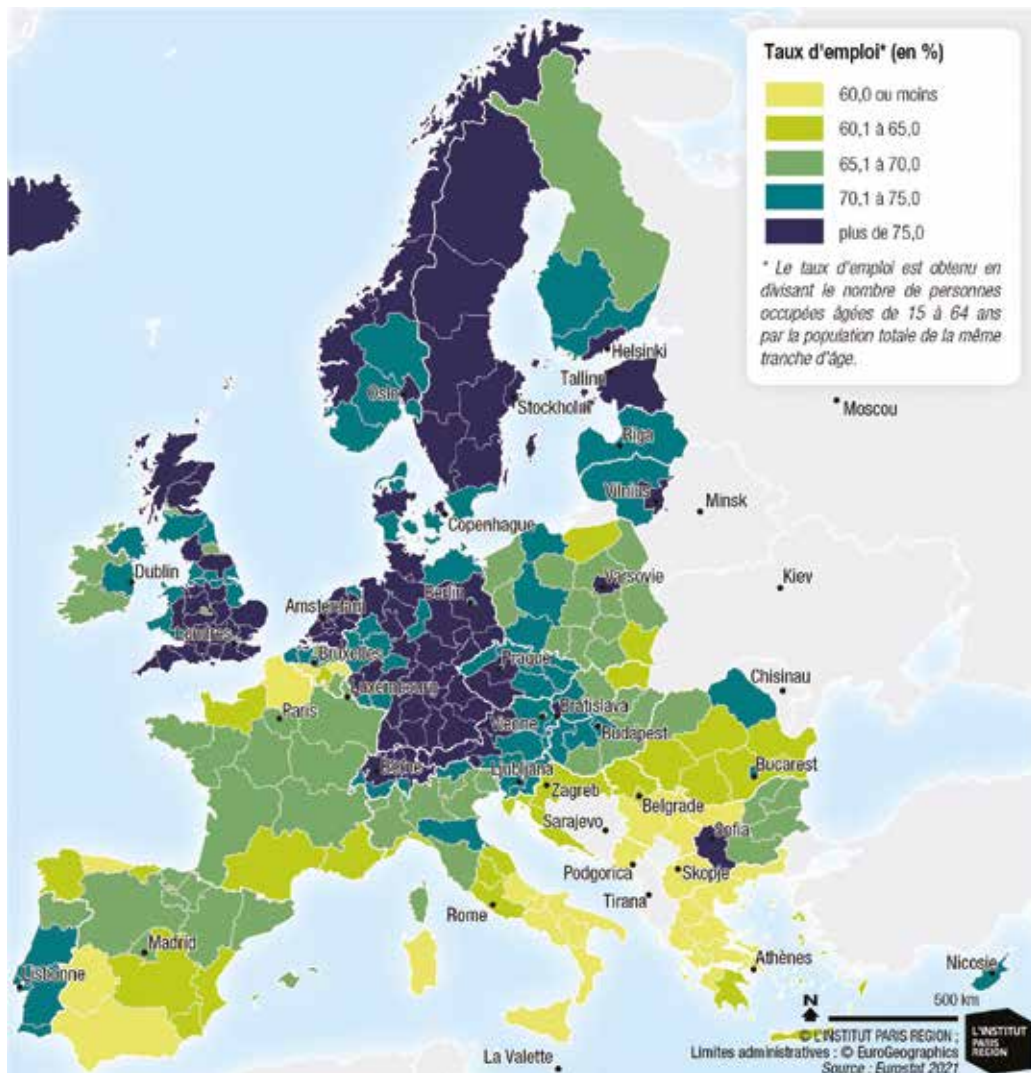 Taux d'emploi* (en %)
60,0 ou moins
60,1 à 65,0
65,1 à 70,0
70,1 à 75,0
plus de 75,0
* Le taux d'emploi est obtenu en
divisant le nombre de personnes
occupées âgées de 15 à 64 ans
par la population totale de la même
tranche d'âge.
Helsinki
Tallinn
Oslo
Stockholm
Moscou
Riga
Vilnius
Minsk
Copenhague
Dublin
Varsovie
Kiev
Berlin
Amsterdam
Londres
Bruxelles
Prague
Luxembourg
Chisinau
Paris
Bratislava
Vienne
Budapest
Berne
Ljubljana
Bucarest
Zagreb
Belgrade
Sarajevo
Sofia
Podgorica
Skopje
Tirana
Rome
Madrid
Athènes
Lisbonne
Nicosie
N
500 km
© L'INSTITUT PARIS REGION ;
Limites administratives : © EuroGeographics
Source : Eurostat 2021
L'INSTITUT
PARIS
REGION
La Valette